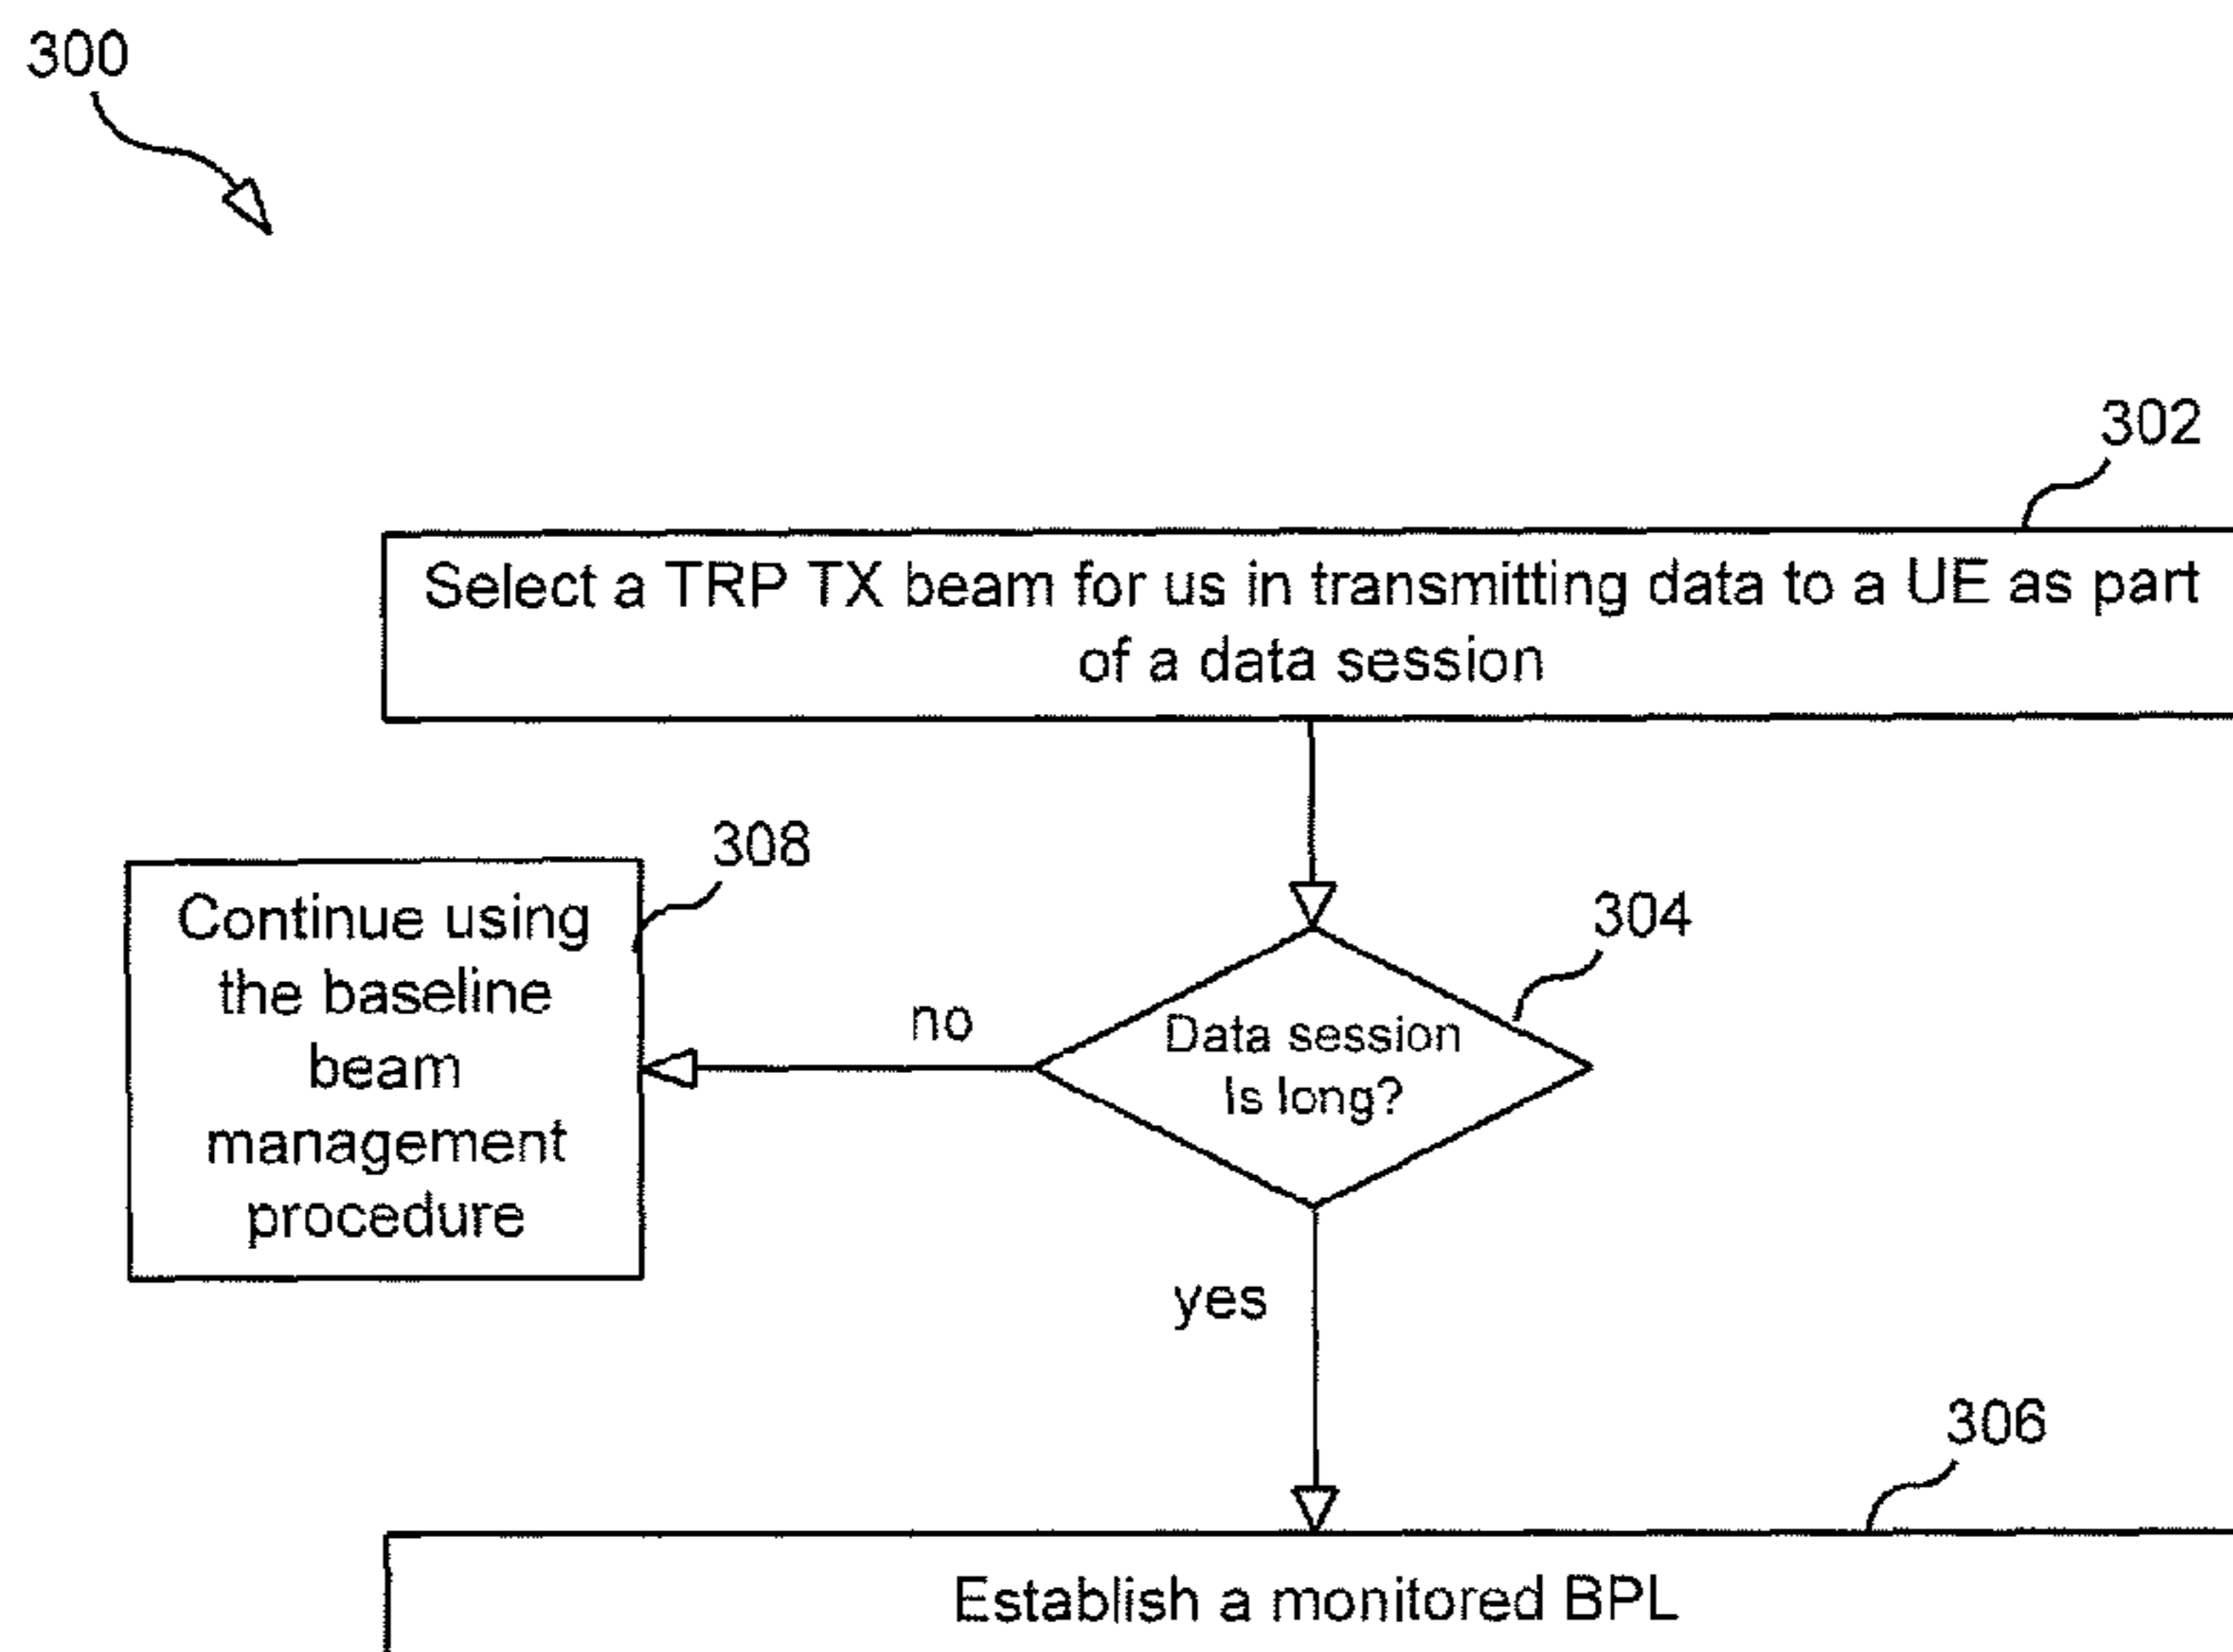 300
302
Select a TRP TX beam for us in transmitting data to a UE as part
of a data session
308
Continue using
the baseline
beam
management
procedure
304
Data session
Is long?
no
yes
306
Establish a monitored BPL